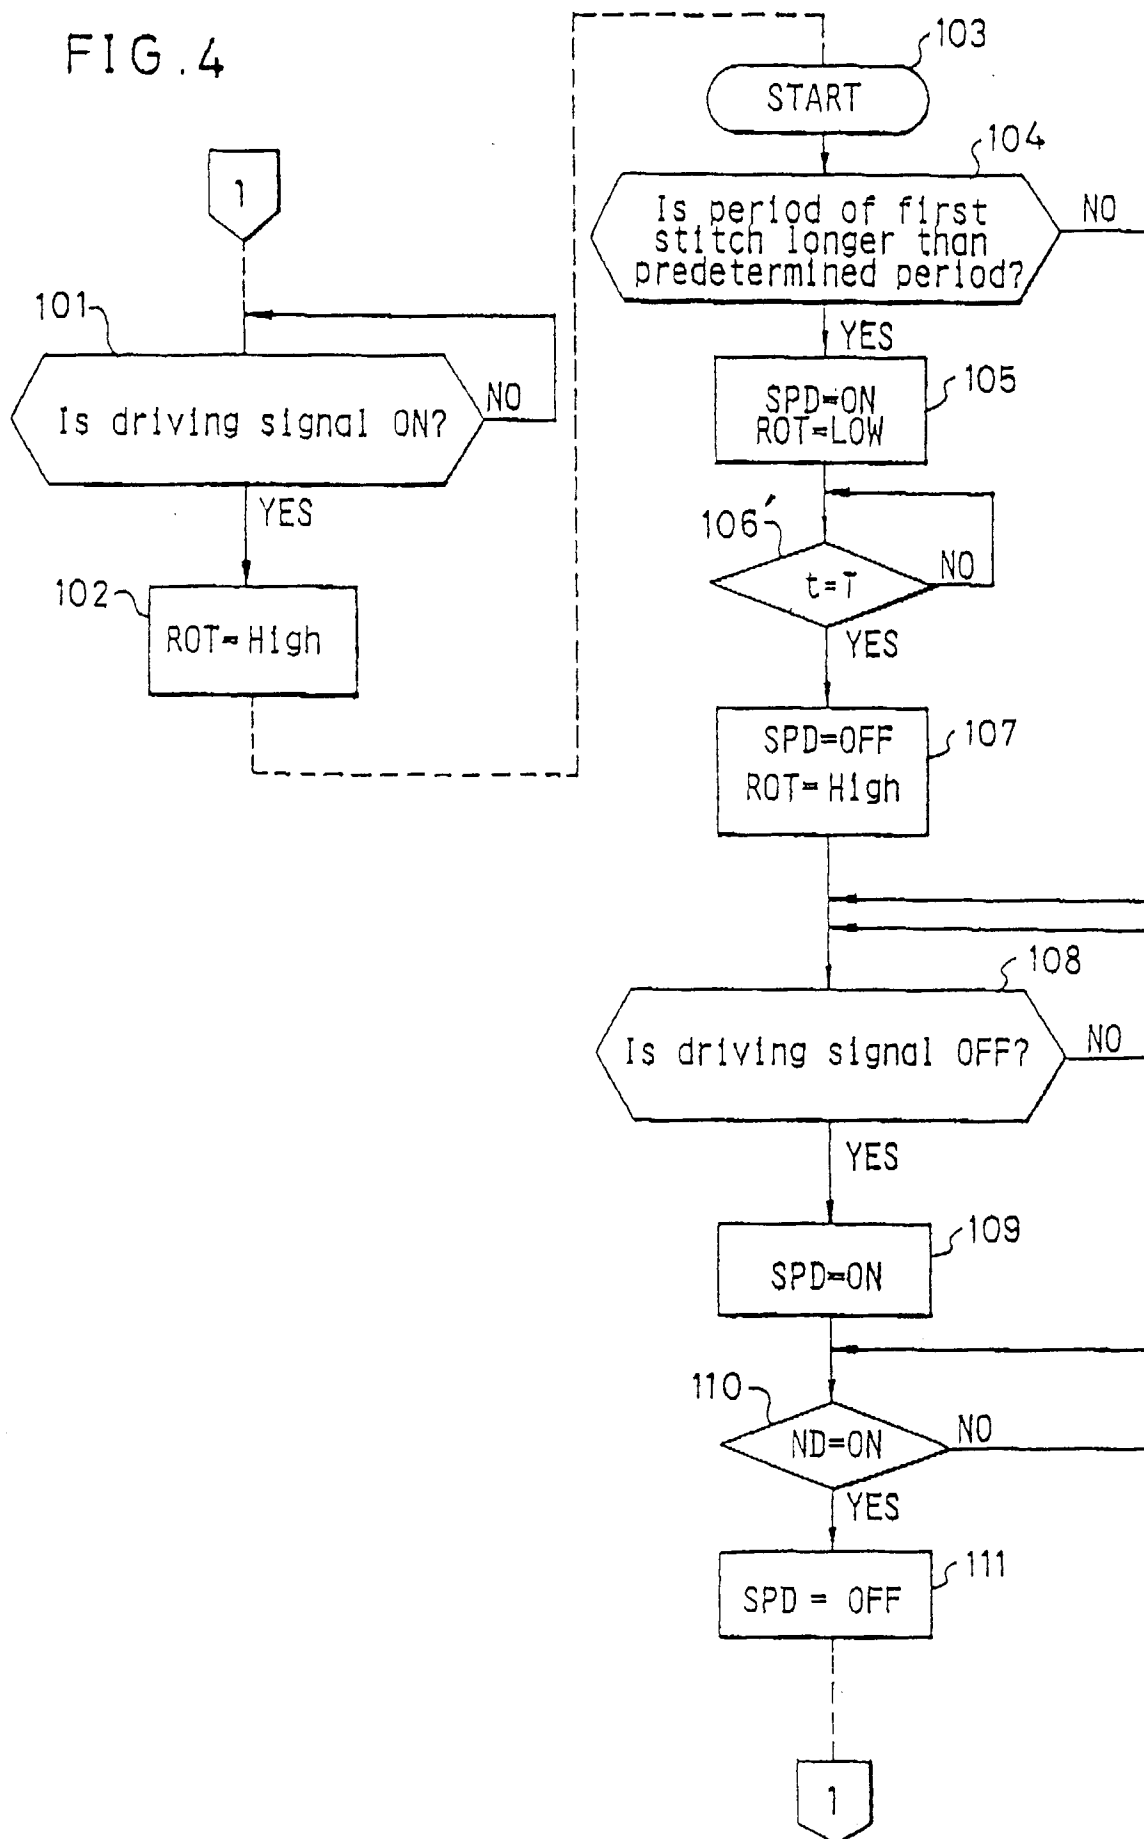 FIG.4
1
101
Is driving signal ON?
NO
YES
102
ROT=High
103
START
104
Is period of first
stitch longer than
predetermined period?
NO
YES
105
SPD=ON
ROT=LOW
106'
t=T
NO
YES
107
SPD=OFF
ROT=High
108
Is driving signal OFF?
NO
YES
109
SPD=ON
110
ND=ON
NO
YES
111
SPD = OFF
1